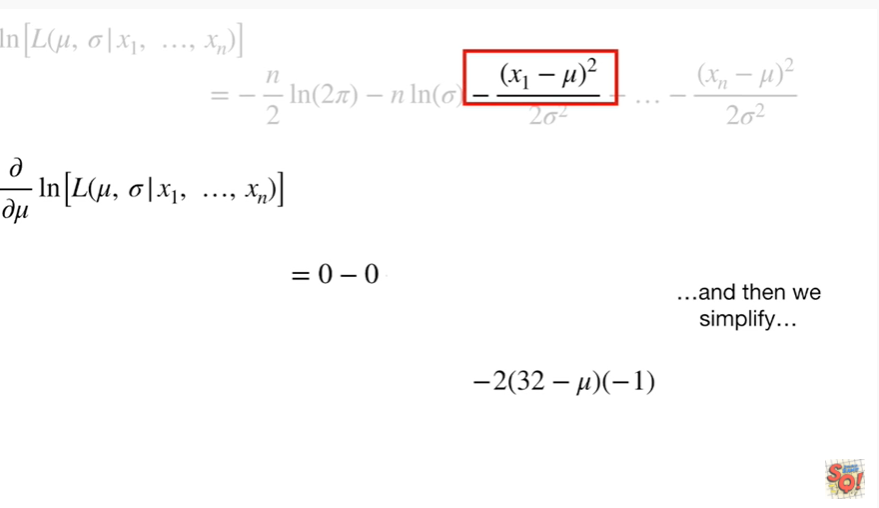 ln[L(μ, σ|x₁, …, xₙ)]
= − n/2 ln(2π) − n ln(σ) − (x₁ − μ)²/2σ² − … − (xₙ − μ)²/2σ²
∂/∂μ ln[L(μ, σ|x₁, …, xₙ)]
= 0 − 0
…and then we
simplify…
−2(32 − μ)(−1)
SQ!